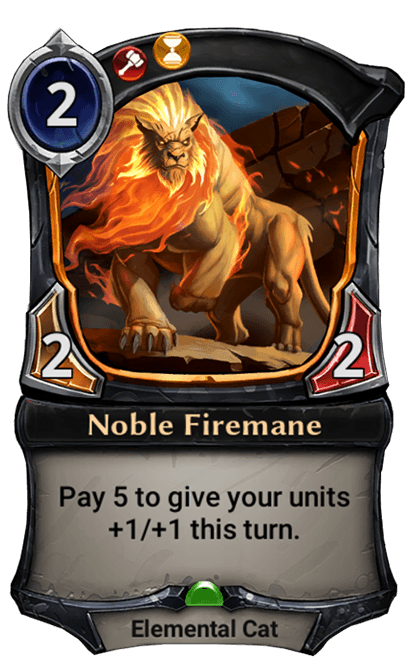 2
2
2
Noble Firemane
Pay 5 to give your units
+1/+1 this turn.
Elemental Cat